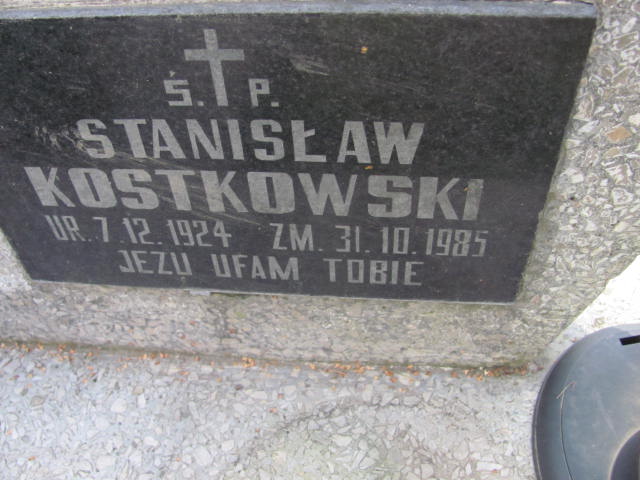 Ś. P.
STANISŁAW
KOSTKOWSKI
UR. 7.12.1924 ZM. 31.10.1985
JEZU UFAM TOBIE